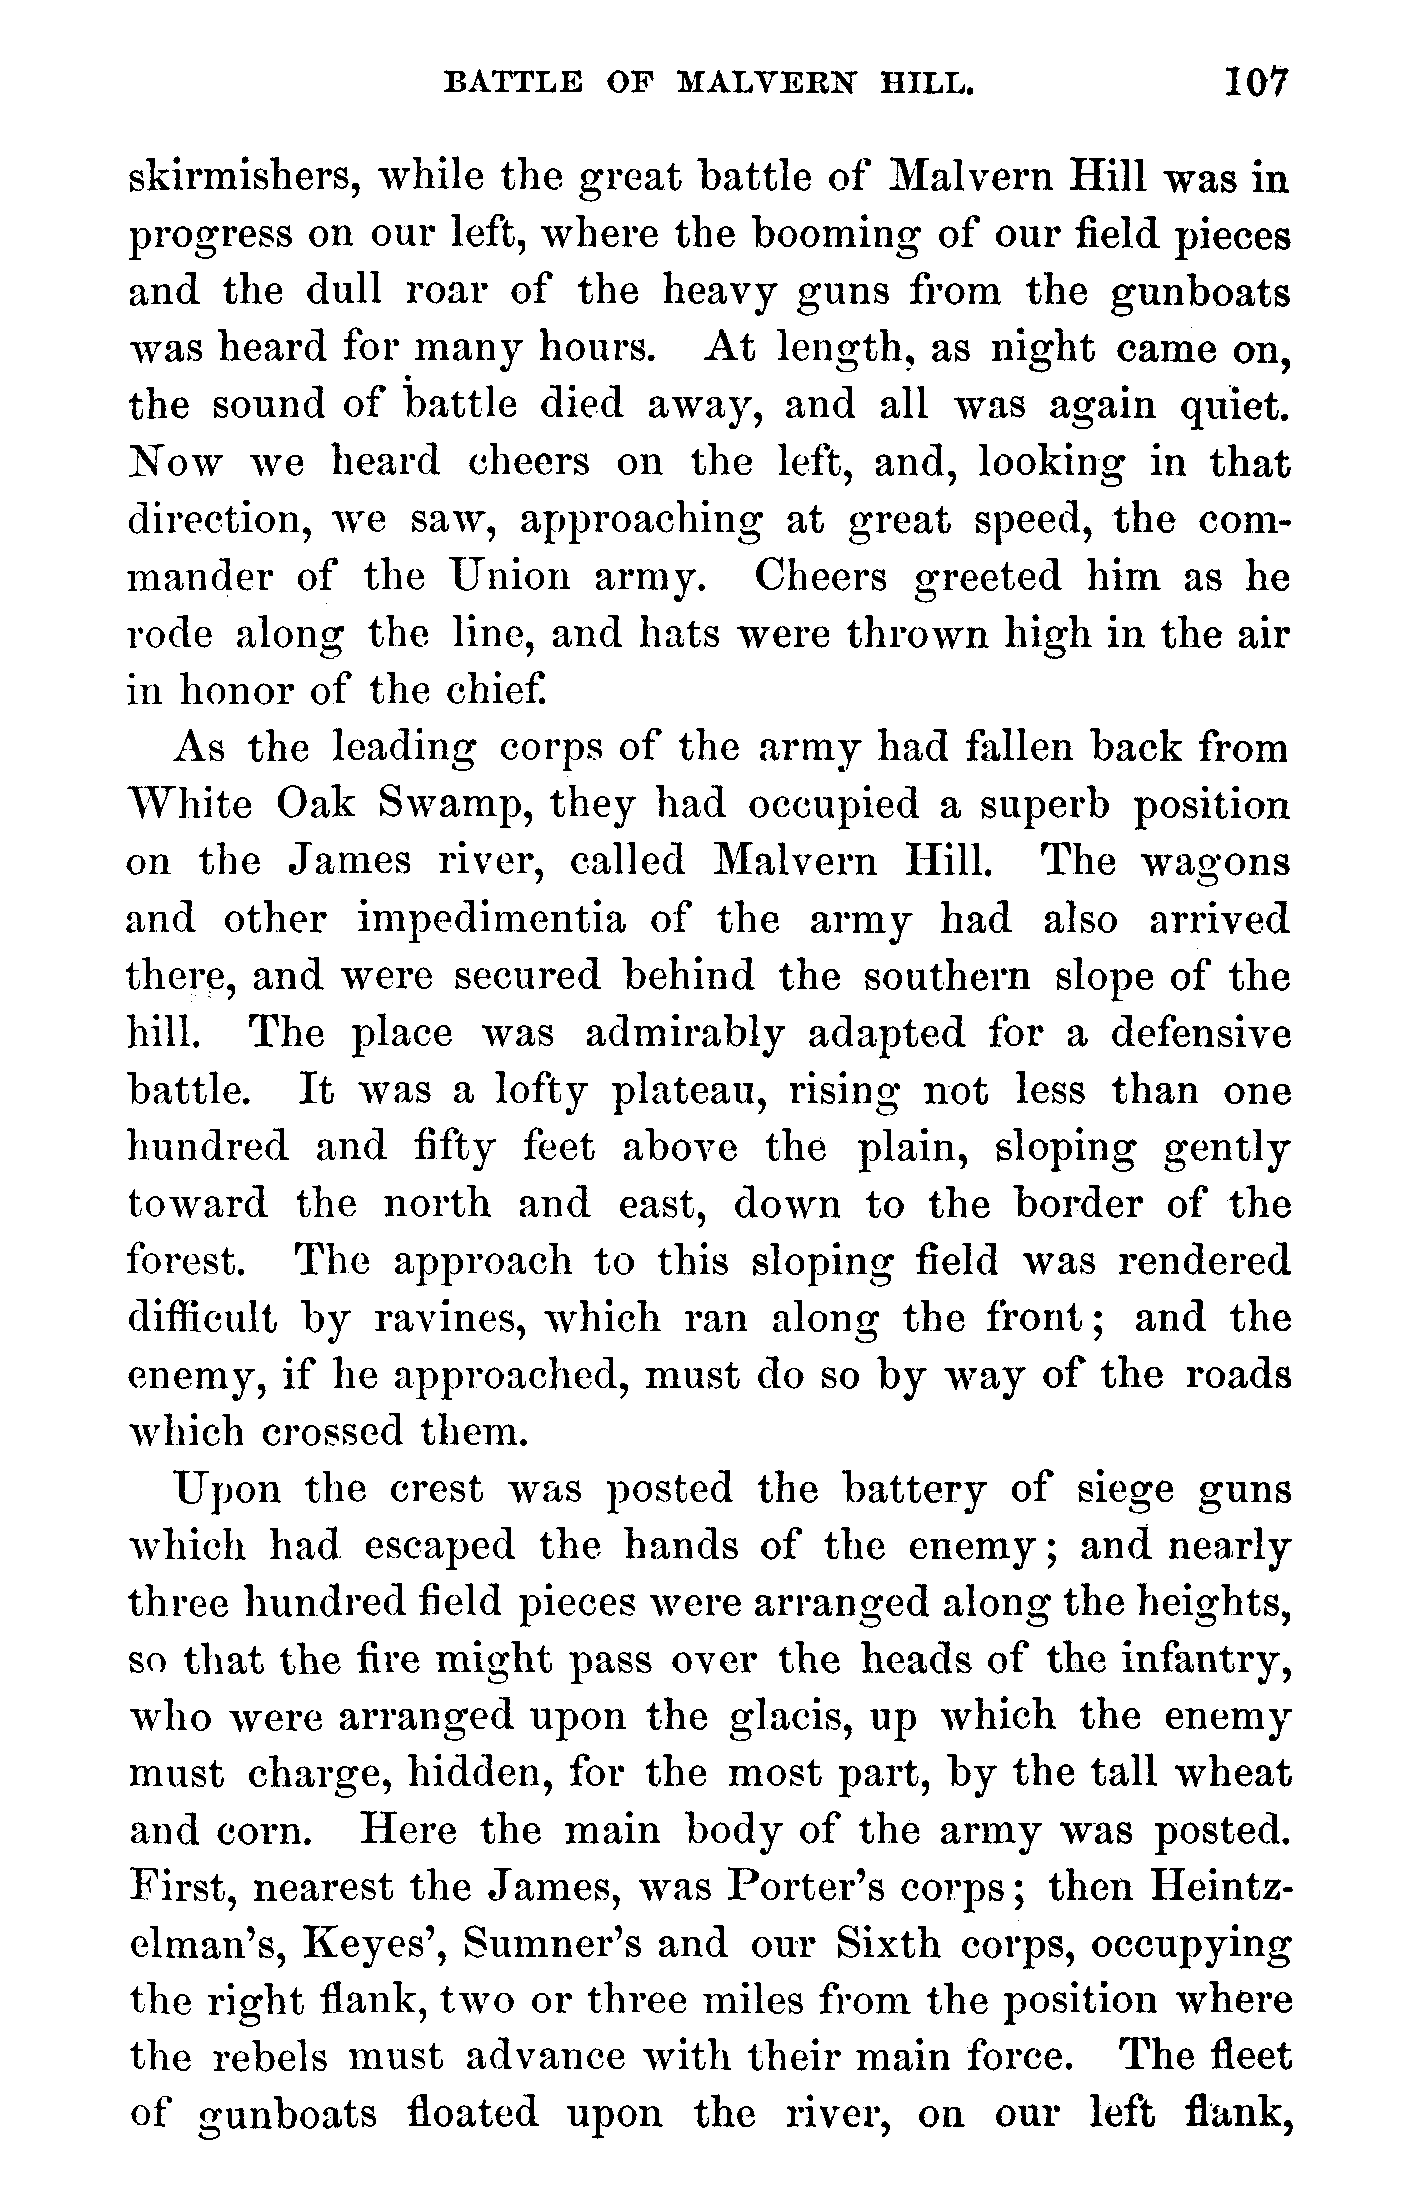 BATTLE OF MALVERN HILL. 107
skirmishers, while the great battle of Malvern Hill was in
progress on our left, where the booming of our field pieces
and the dull roar of the heavy guns from the gunboats
was heard for many hours. At length, as night came on,
the sound of battle died away, and all was again quiet.
Now we heard cheers on the left, and, looking in that
direction, we saw, approaching at great speed, the com-
mander of the Union army. Cheers greeted him as he
rode along the line, and hats were thrown high in the air
in honor of the chief.
As the leading corps of the army had fallen back from
White Oak Swamp, they had occupied a superb position
on the James river, called Malvern Hill. The wagons
and other impedimentia of the army had also arrived
there, and were secured behind the southern slope of the
hill. The place was admirably adapted for a defensive
battle. It was a lofty plateau, rising not less than one
hundred and fifty feet above the plain, sloping gently
toward the north and east, down to the border of the
forest. The approach to this sloping field was rendered
difficult by ravines, which ran along the front; and the
enemy, if he approached, must do so by way of the roads
which crossed them.
Upon the crest was posted the battery of siege guns
which had escaped the hands of the enemy; and nearly
three hundred field pieces were arranged along the heights,
so that the fire might pass over the heads of the infantry,
who were arranged upon the glacis, up which the enemy
must charge, hidden, for the most part, by the tall wheat
and corn. Here the main body of the army was posted.
First, nearest the James, was Porter's corps; then Heintz-
elman's, Keyes', Sumner's and our Sixth corps, occupying
the right flank, two or three miles from the position where
the rebels must advance with their main force. The fleet
of gunboats floated upon the river, on our left flank,